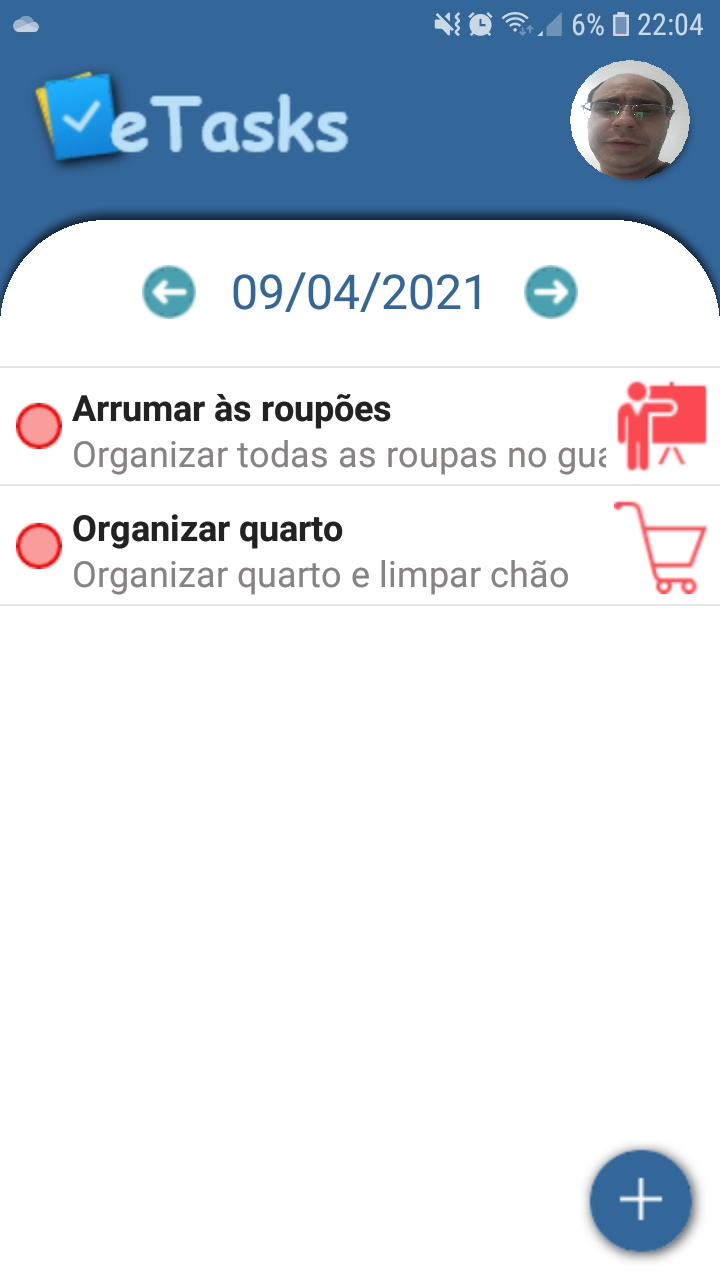 6% 22:04
eTasks
09/04/2021
Arrumar às roupões
Organizar todas as roupas no gua
Organizar quarto
Organizar quarto e limpar chão